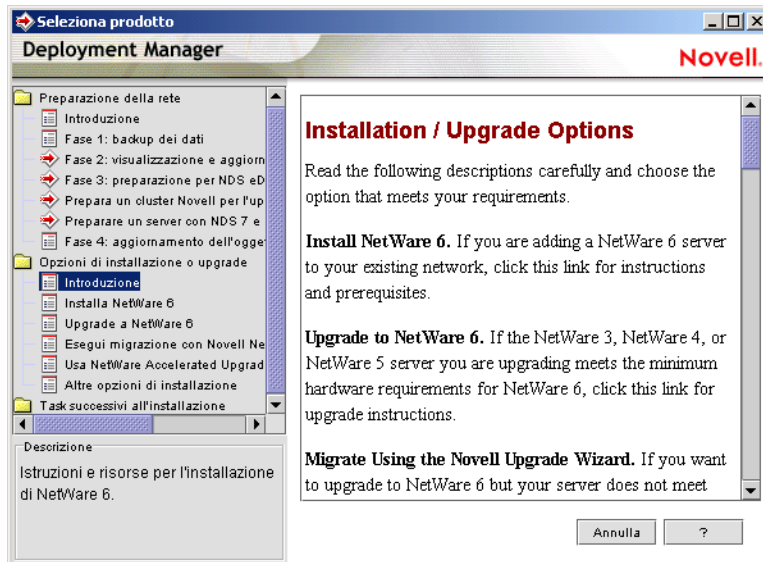 Seleziona prodotto
Deployment Manager
Novell.
Preparazione della rete
Introduzione
Fase 1: backup dei dati
Fase 2: visualizzazione e aggiorn
Fase 3: preparazione per NDS eD
Prepara un cluster Novell per l'up
Preparare un server con NDS 7 e
Fase 4: aggiornamento dell'ogge
Opzioni di installazione o upgrade
Introduzione
Installa NetWare 6
Upgrade a NetWare 6
Esegui migrazione con Novell Ne
Usa NetWare Accelerated Upgrad
Altre opzioni di installazione
Task successivi all'installazione
Descrizione
Istruzioni e risorse per l'installazione
di NetWare 6.
Installation / Upgrade Options
Read the following descriptions carefully and choose the
option that meets your requirements.
Install NetWare 6. If you are adding a NetWare 6 server
to your existing network, click this link for instructions
and prerequisites.
Upgrade to NetWare 6. If the NetWare 3, NetWare 4, or
NetWare 5 server you are upgrading meets the minimum
hardware requirements for NetWare 6, click this link for
upgrade instructions.
Migrate Using the Novell Upgrade Wizard. If you want
to upgrade to NetWare 6 but your server does not meet
Annulla
?